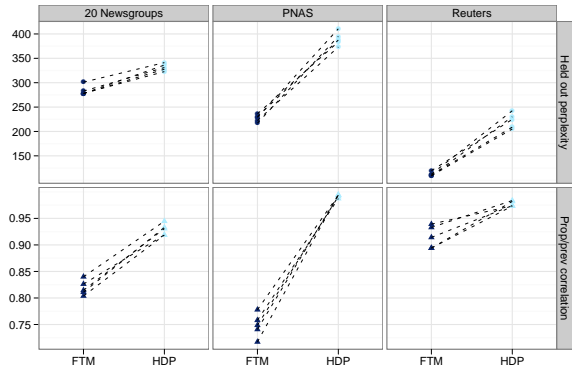 20 Newsgroups PNAS Reuters
400
350
300
250
200
150
Held out perplexity
0.95
0.90
0.85
0.80
0.75
Prop/prev correlation
FTM HDP FTM HDP FTM HDP